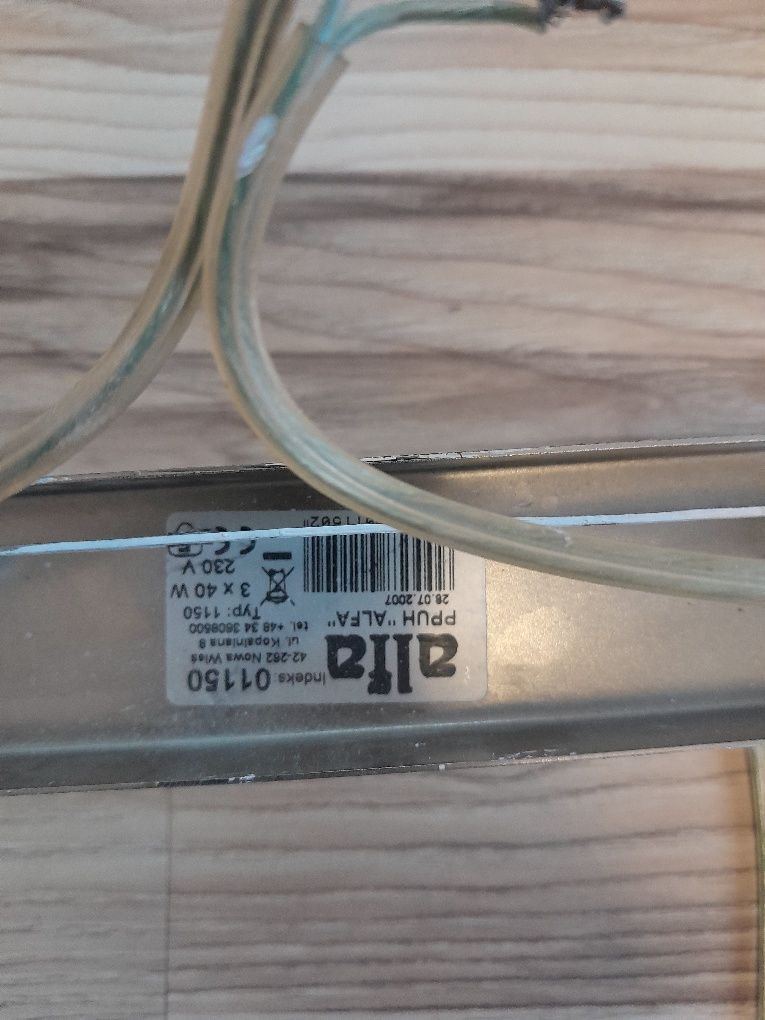 alfa
PPUH "ALFA"
28.07.2007
Indeks: 01150
42-262 Nowa Wieś
ul. Kopalniana 8
tel. +48 34 3608500
Typ: 1150
3 x 40 W
230 V
CE